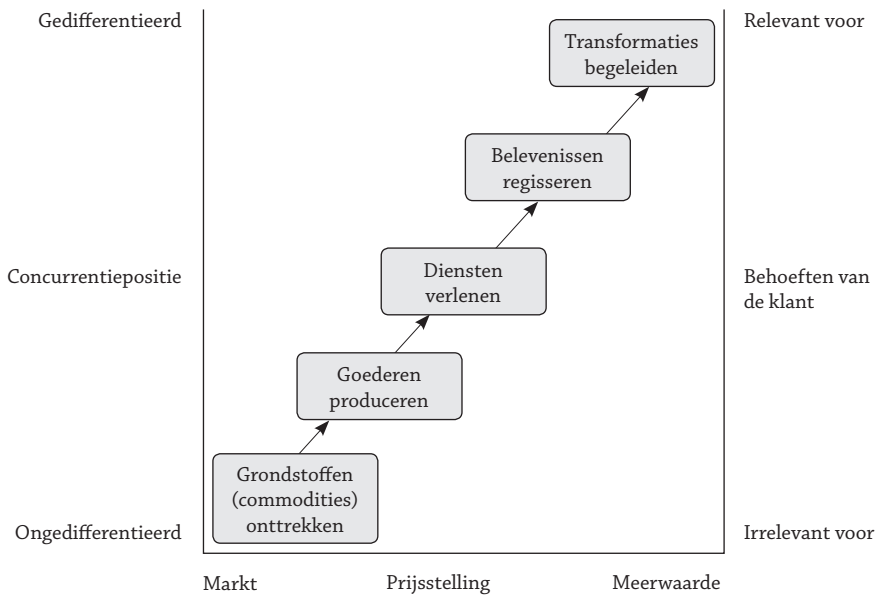 Gedifferentieerd
Transformaties
begeleiden
Relevant voor
Belevenissen
regisseren
Concurrentiepositie
Diensten
verlenen
Behoeften van
de klant
Goederen
produceren
Grondstoffen
(commodities)
onttrekken
Ongedifferentieerd
Irrelevant voor
Markt
Prijsstelling
Meerwaarde